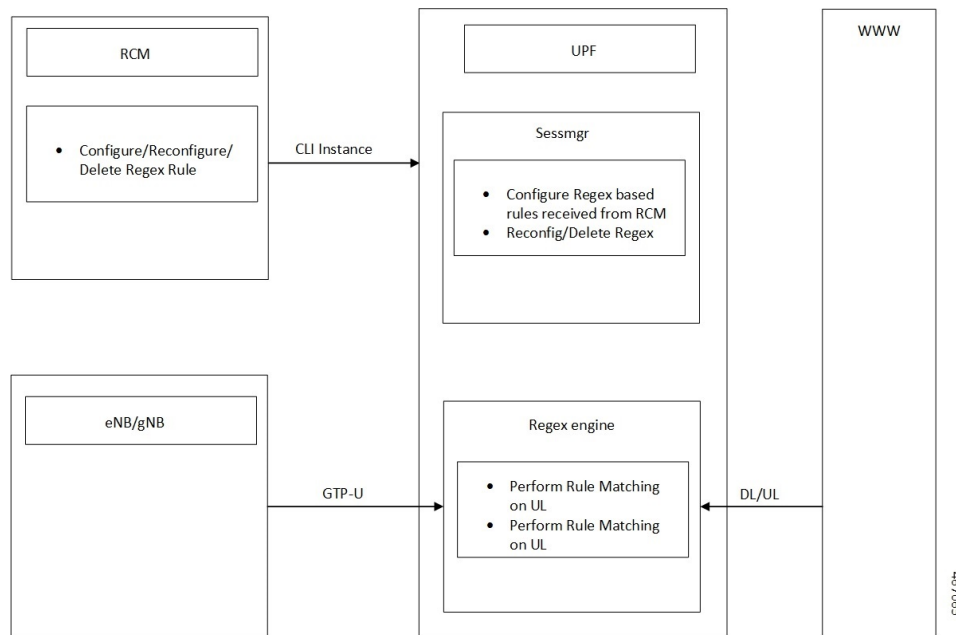 RCM
• Configure/Reconfigure/
Delete Regex Rule
CLI Instance
UPF
Sessmgr
• Configure Regex based
rules received from RCM
• Reconfig/Delete Regex
WWW
eNB/gNB
GTP-U
Regex engine
• Perform Rule Matching
on UL
• Perform Rule Matching
on UL
DL/UL